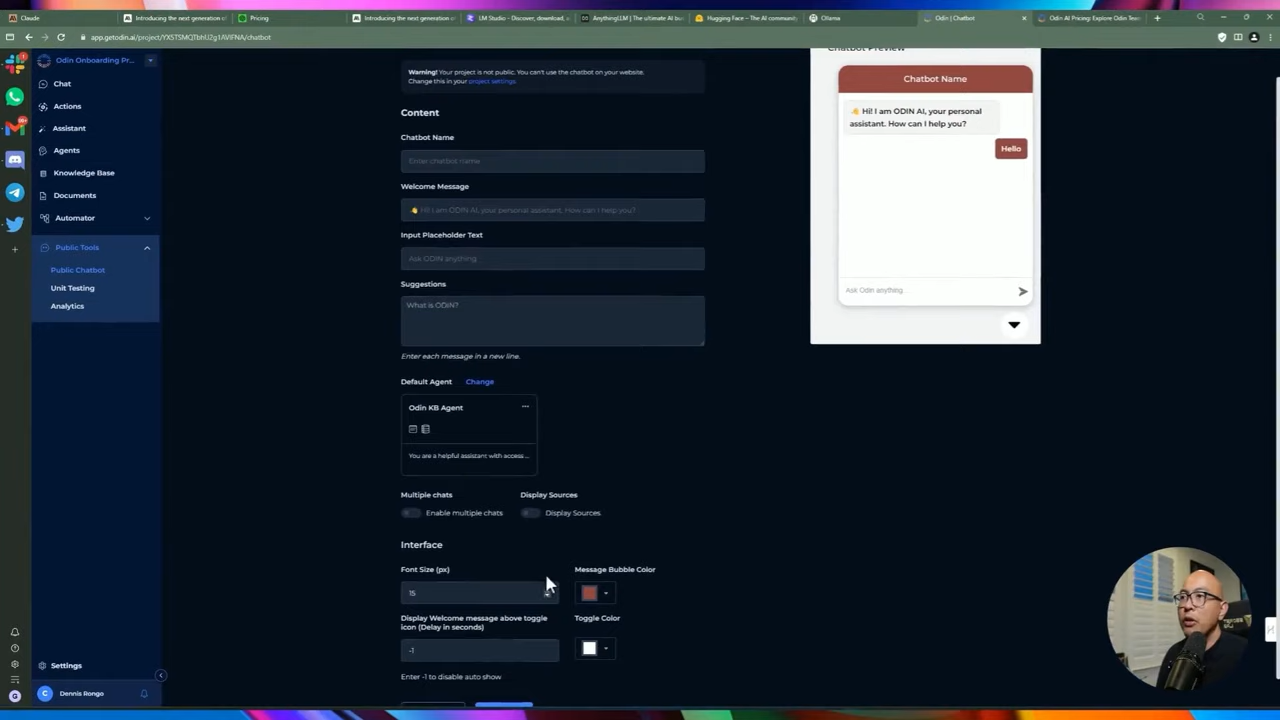 Claude
Introducing the next generation of
Pricing
Introducing the next generation of
LM Studio - Discover, download,
AnythingLLM | The ultimate AI bu
Hugging Face – The AI community
Ollama
Odin | Chatbot
Odin AI Pricing: Explore Odin Team
app.getodin.ai/project/YXSTSMQTbhUZg1AVIFNA/chatbot
Odin Onboarding Pr...
Chat
Actions
Assistant
Agents
Knowledge Base
Documents
Automator
Public Tools
Public Chatbot
Unit Testing
Analytics
Settings
C
Dennis Rongo
Warning! Your project is not public. You can't use the chatbot on your website.
Change this in your project settings.
Content
Chatbot Name
Enter chatbot name
Welcome Message
👋 Hi! I am ODIN AI, your personal assistant. How can I help you?
Input Placeholder Text
Ask ODIN anything
Suggestions
What is ODIN?
Enter each message in a new line.
Default Agent Change
Odin KB Agent ...
You are a helpful assistant with access ...
Multiple chats Display Sources
Enable multiple chats Display Sources
Interface
Font Size (px) Message Bubble Color
15
Display Welcome message above toggle
icon (Delay in seconds)
Toggle Color
-1
Enter -1 to disable auto show
Chatbot Preview
Chatbot Name
👋 Hi! I am ODIN AI, your personal
assistant. How can I help you?
Hello
Ask Odin anything...